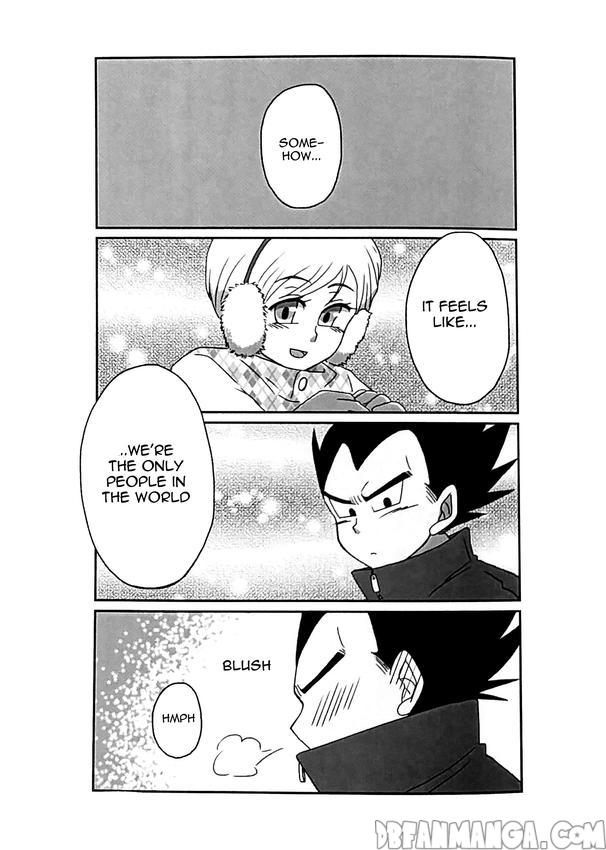 SOME-
HOW...
IT FEELS
LIKE...
..WE'RE
THE ONLY
PEOPLE IN
THE WORLD
BLUSH
HMPH
DBFANMANGA.COM